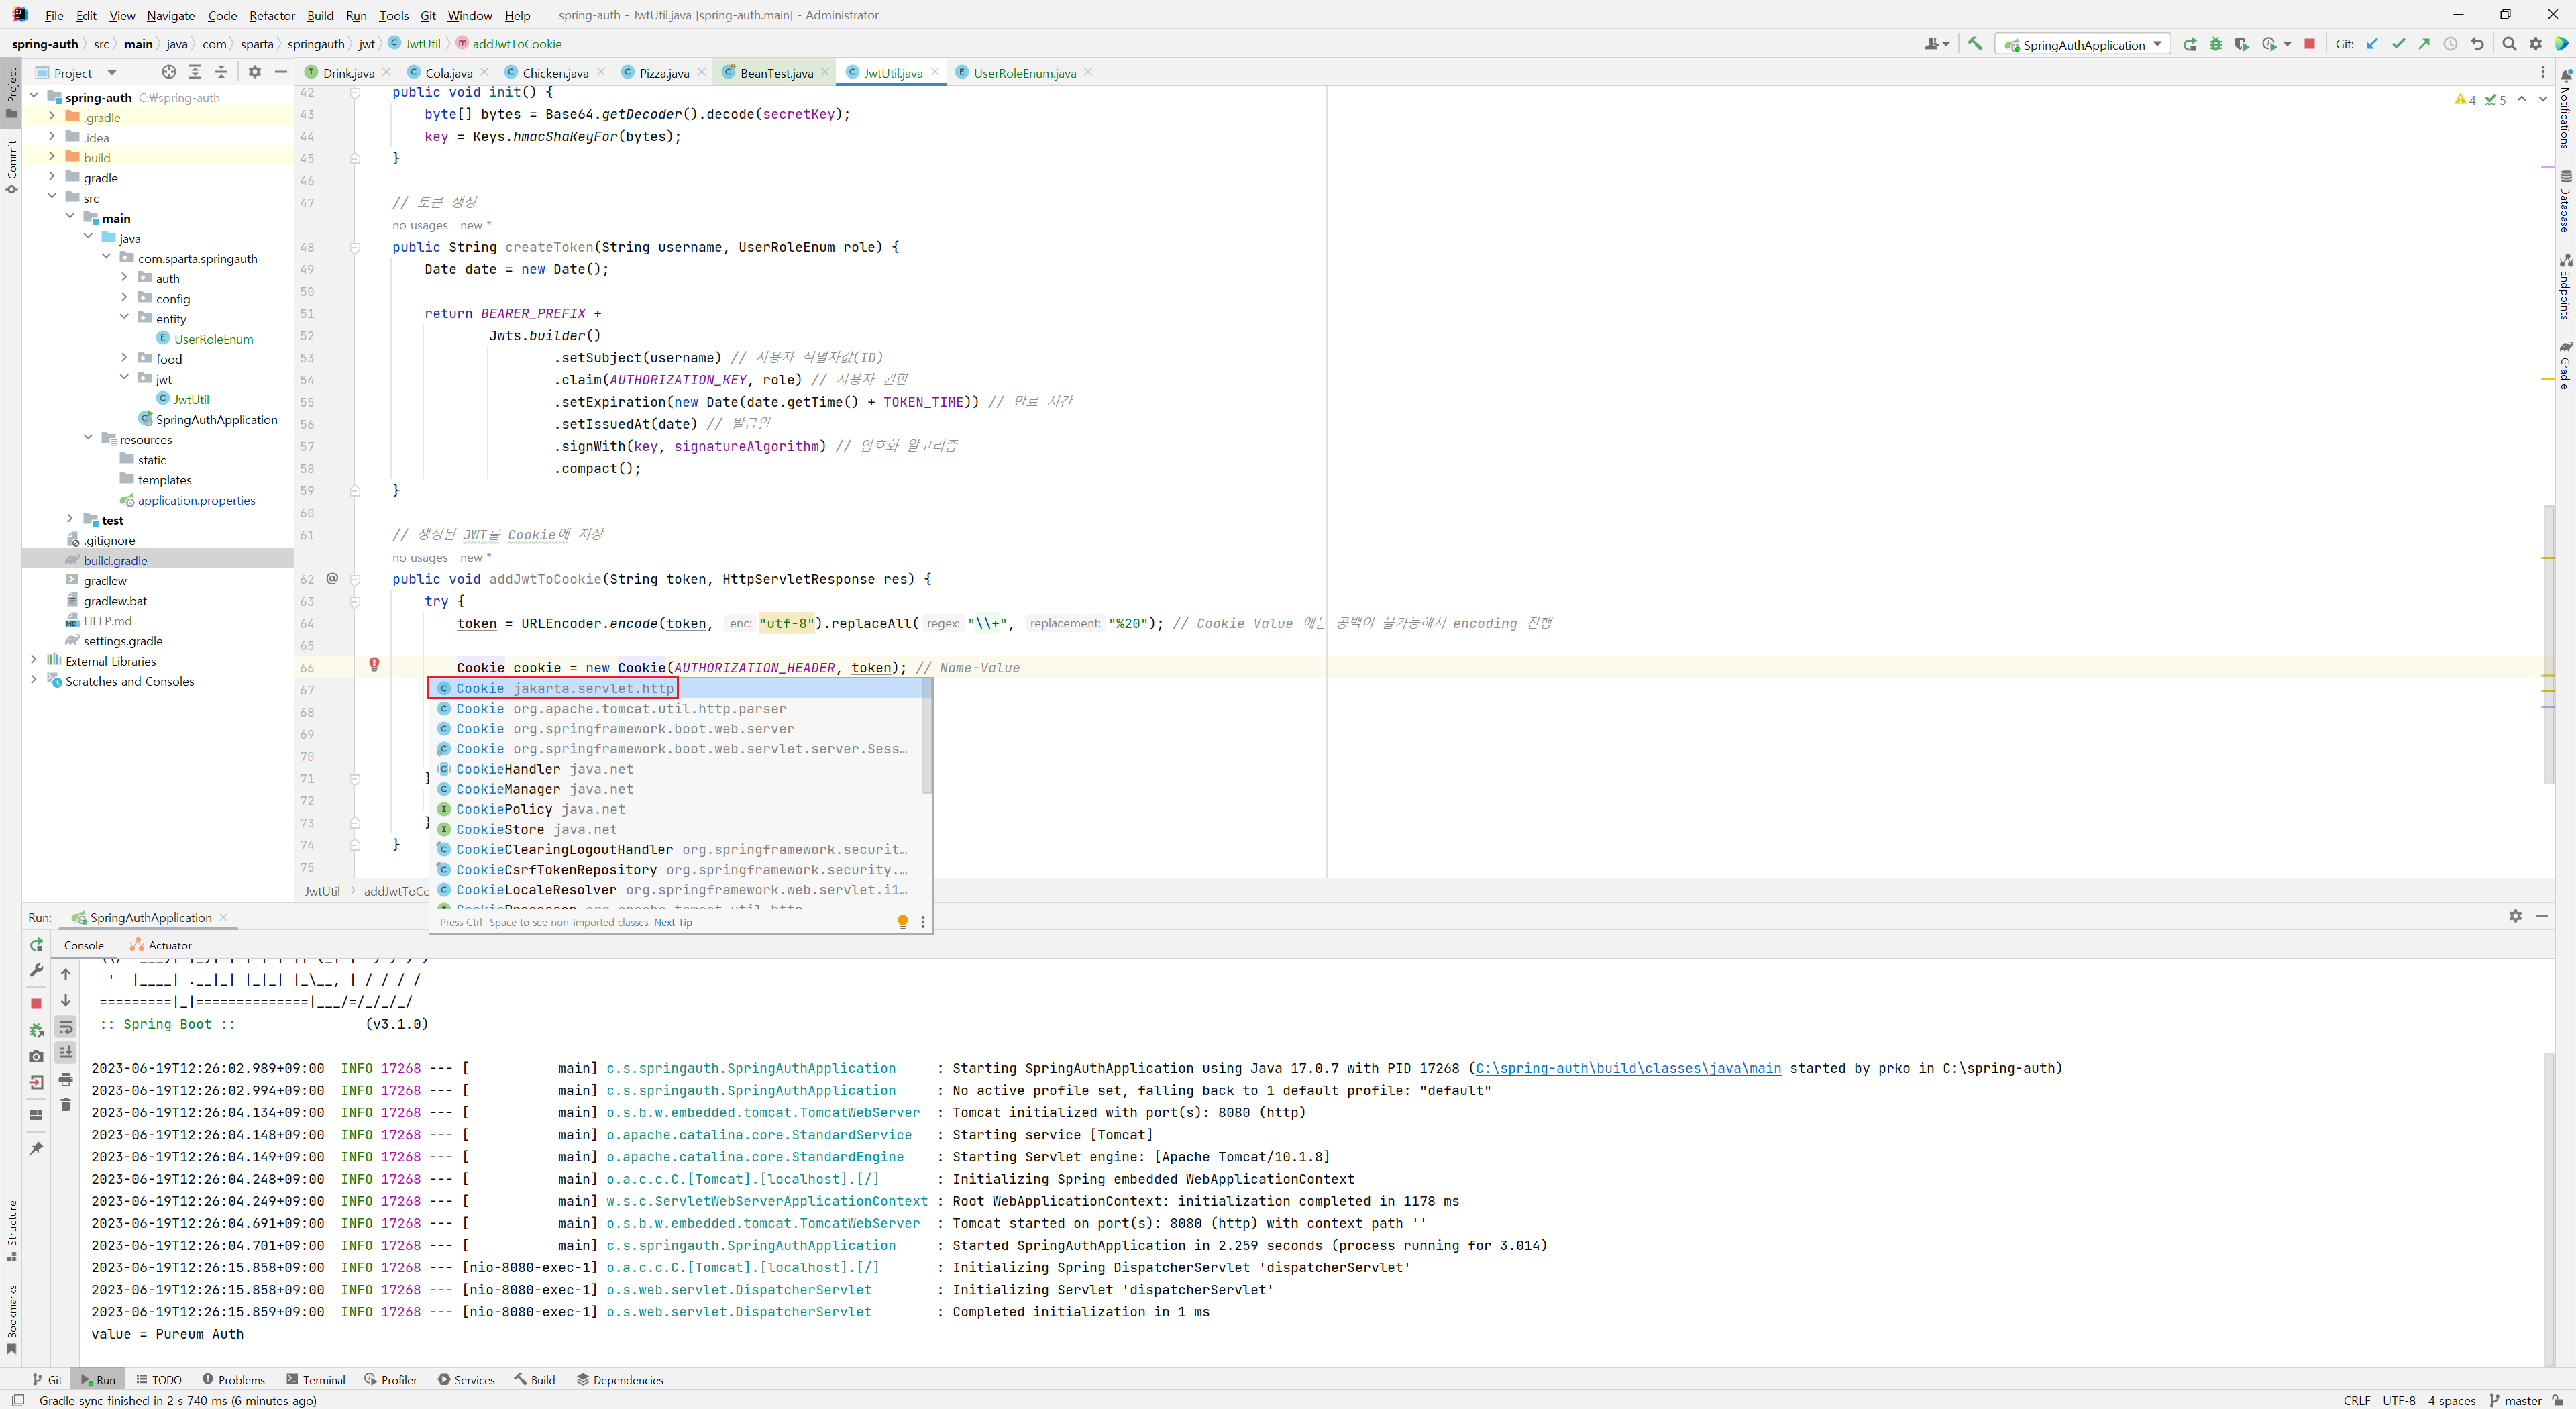 File Edit View Navigate Code Refactor Build Run Tools Git Window Help spring-auth - JwtUtil.java [spring-auth.main] - Administrator
spring-auth src main java com sparta springauth jwt JwtUtil addJwtToCookie
SpringAuthApplication Git:
Project
Drink.java Cola.java Chicken.java Pizza.java BeanTest.java JwtUtil.java UserRoleEnum.java
spring-auth C:₩spring-auth
.gradle
.idea
build
gradle
src
main
java
com.sparta.springauth
auth
config
entity
UserRoleEnum
food
jwt
JwtUtil
SpringAuthApplication
resources
static
templates
application.properties
test
.gitignore
build.gradle
gradlew
gradlew.bat
HELP.md
settings.gradle
External Libraries
Scratches and Consoles
Project
Commit
Structure
Bookmarks
4 5
42 public void init() {
43 byte[] bytes = Base64.getDecoder().decode(secretKey);
44 key = Keys.hmacShaKeyFor(bytes);
45 }
46
47 // 토큰 생성
no usages new *
48 public String createToken(String username, UserRoleEnum role) {
49 Date date = new Date();
50
51 return BEARER_PREFIX +
52 Jwts.builder()
53 .setSubject(username) // 사용자 식별자값(ID)
54 .claim(AUTHORIZATION_KEY, role) // 사용자 권한
55 .setExpiration(new Date(date.getTime() + TOKEN_TIME)) // 만료 시간
56 .setIssuedAt(date) // 발급일
57 .signWith(key, signatureAlgorithm) // 암호화 알고리즘
58 .compact();
59 }
60
61 // 생성된 JWT를 Cookie에 저장
no usages new *
62 @ public void addJwtToCookie(String token, HttpServletResponse res) {
63 try {
64 token = URLEncoder.encode(token, enc: "utf-8").replaceAll( regex: "\\+", replacement: "%20"); // Cookie Value 에는 공백이 불가능해서 encoding 진행
65
66 Cookie cookie = new Cookie(AUTHORIZATION_HEADER, token); // Name-Value
67
68
69
70
71 }
72
73 }
74 }
75
Cookie jakarta.servlet.http
Cookie org.apache.tomcat.util.http.parser
Cookie org.springframework.boot.web.server
Cookie org.springframework.boot.web.servlet.server.Sess…
CookieHandler java.net
CookieManager java.net
CookiePolicy java.net
CookieStore java.net
CookieClearingLogoutHandler org.springframework.securit…
CookieCsrfTokenRepository org.springframework.security.…
CookieLocaleResolver org.springframework.web.servlet.i1…
CookieProcessor org.apache.tomcat.util.http
Press Ctrl+Space to see non-imported classes Next Tip
JwtUtil addJwtToCo
Notifications
Database
Endpoints
Gradle
Run: SpringAuthApplication
Console Actuator
' |____| .__|_| |_|_| |_\__, | / / / /
=========|_|==============|___/=/_/_/_/
:: Spring Boot :: (v3.1.0)
2023-06-19T12:26:02.989+09:00 INFO 17268 --- [ main] c.s.springauth.SpringAuthApplication : Starting SpringAuthApplication using Java 17.0.7 with PID 17268 (C:\spring-auth\build\classes\java\main started by prko in C:\spring-auth)
2023-06-19T12:26:02.994+09:00 INFO 17268 --- [ main] c.s.springauth.SpringAuthApplication : No active profile set, falling back to 1 default profile: "default"
2023-06-19T12:26:04.134+09:00 INFO 17268 --- [ main] o.s.b.w.embedded.tomcat.TomcatWebServer : Tomcat initialized with port(s): 8080 (http)
2023-06-19T12:26:04.148+09:00 INFO 17268 --- [ main] o.apache.catalina.core.StandardService : Starting service [Tomcat]
2023-06-19T12:26:04.149+09:00 INFO 17268 --- [ main] o.apache.catalina.core.StandardEngine : Starting Servlet engine: [Apache Tomcat/10.1.8]
2023-06-19T12:26:04.248+09:00 INFO 17268 --- [ main] o.a.c.c.C.[Tomcat].[localhost].[/] : Initializing Spring embedded WebApplicationContext
2023-06-19T12:26:04.249+09:00 INFO 17268 --- [ main] w.s.c.ServletWebServerApplicationContext : Root WebApplicationContext: initialization completed in 1178 ms
2023-06-19T12:26:04.691+09:00 INFO 17268 --- [ main] o.s.b.w.embedded.tomcat.TomcatWebServer : Tomcat started on port(s): 8080 (http) with context path ''
2023-06-19T12:26:04.701+09:00 INFO 17268 --- [ main] c.s.springauth.SpringAuthApplication : Started SpringAuthApplication in 2.259 seconds (process running for 3.014)
2023-06-19T12:26:15.858+09:00 INFO 17268 --- [nio-8080-exec-1] o.a.c.c.C.[Tomcat].[localhost].[/] : Initializing Spring DispatcherServlet 'dispatcherServlet'
2023-06-19T12:26:15.858+09:00 INFO 17268 --- [nio-8080-exec-1] o.s.web.servlet.DispatcherServlet : Initializing Servlet 'dispatcherServlet'
2023-06-19T12:26:15.859+09:00 INFO 17268 --- [nio-8080-exec-1] o.s.web.servlet.DispatcherServlet : Completed initialization in 1 ms
value = Pureum Auth
Git Run TODO Problems Terminal Profiler Services Build Dependencies
Gradle sync finished in 2 s 740 ms (6 minutes ago) CRLF UTF-8 4 spaces master